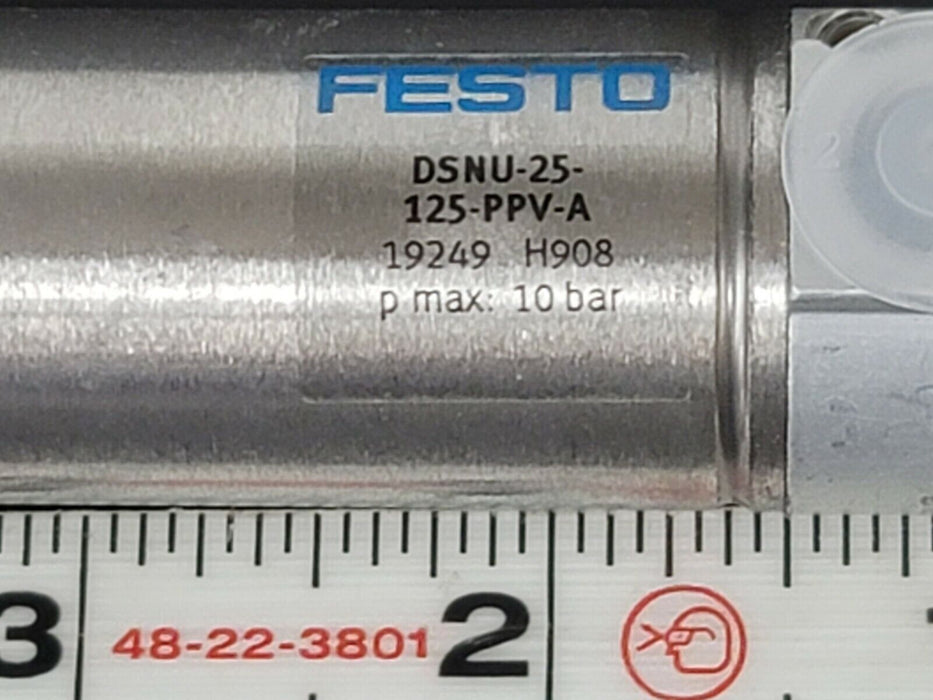 FESTO
DSNU-25-
125-PPV-A
19249 H908
p max: 10 bar
3 48-22-3801 2